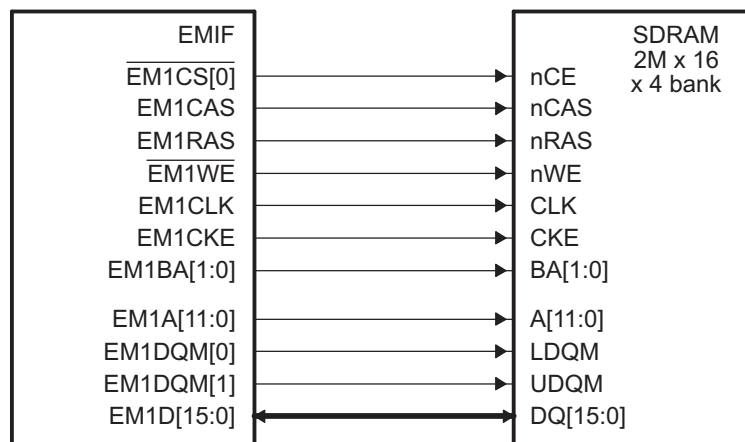 EMIF
EM1CS[0]
EM1CAS
EM1RAS
EM1WE
EM1CLK
EM1CKE
EM1BA[1:0]
EM1A[11:0]
EM1DQM[0]
EM1DQM[1]
EM1D[15:0]
SDRAM
2M x 16
x 4 bank
nCE
nCAS
nRAS
nWE
CLK
CKE
BA[1:0]
A[11:0]
LDQM
UDQM
DQ[15:0]